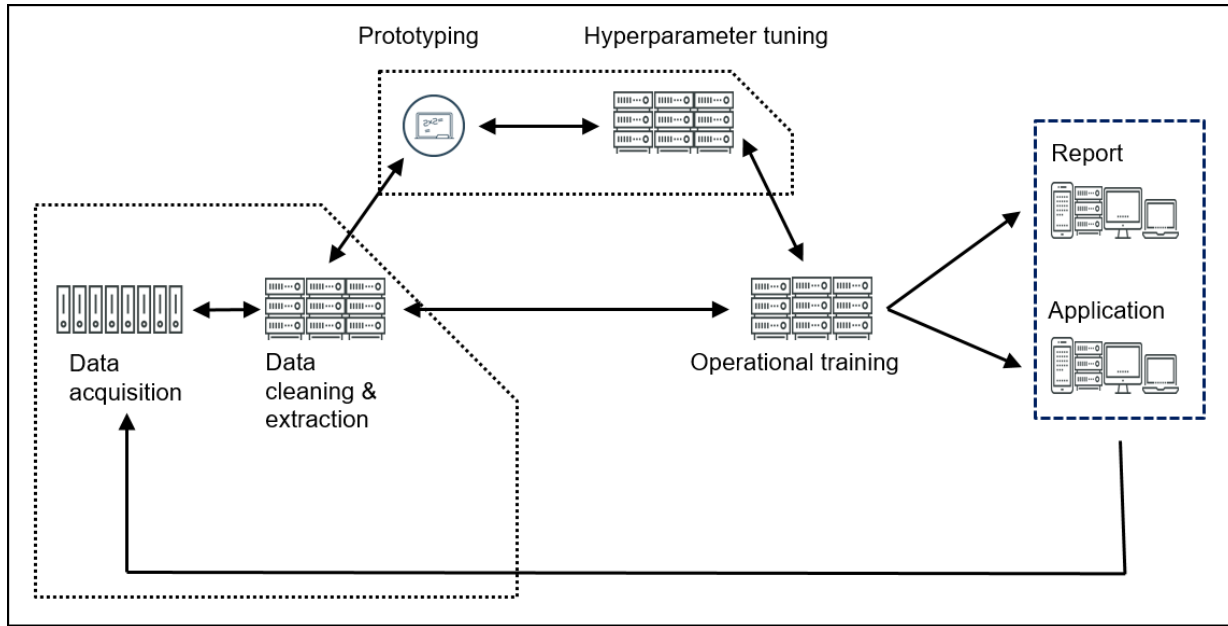 Prototyping
Hyperparameter tuning
Report
Application
Data
acquisition
Data
cleaning &
extraction
Operational training